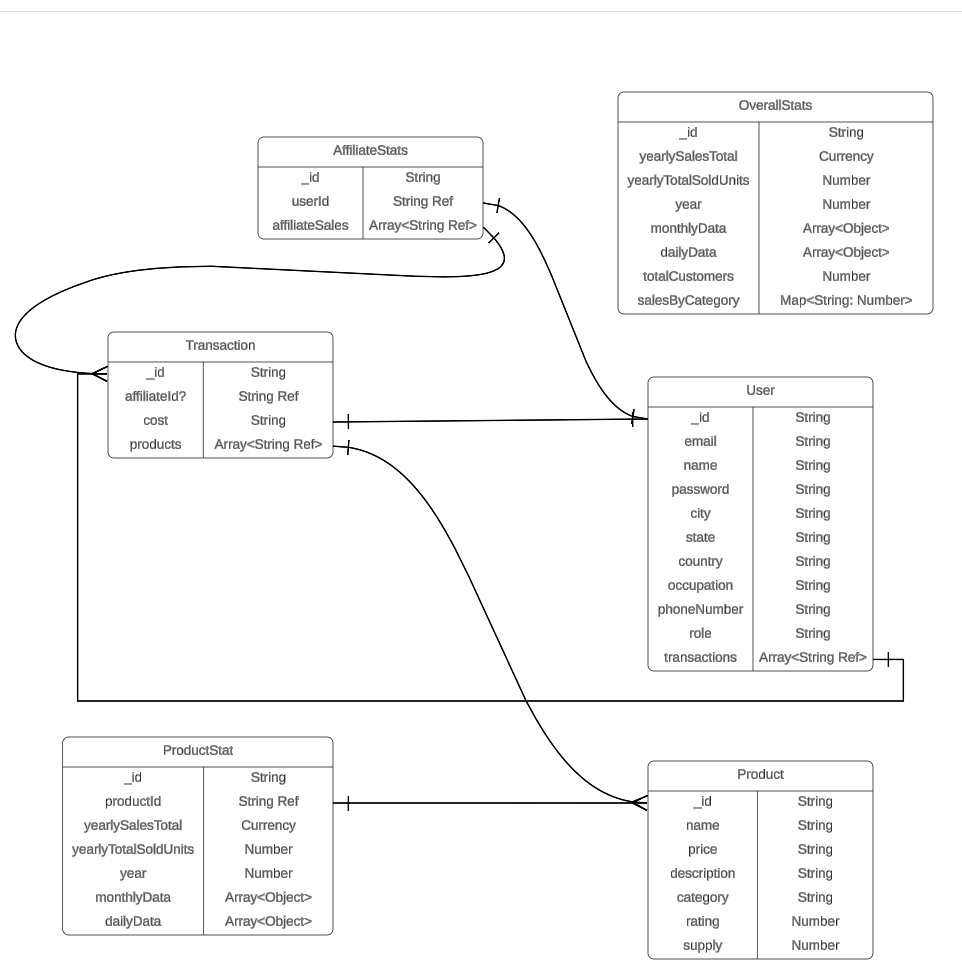 OverallStats
_id String
yearlySalesTotal Currency
yearlyTotalSoldUnits Number
year Number
monthlyData Array<Object>
dailyData Array<Object>
totalCustomers Number
salesByCategory Map<String: Number>
AffiliateStats
_id String
userId String Ref
affiliateSales Array<String Ref>
Transaction
_id String
affiliateId? String Ref
cost String
products Array<String Ref>
User
_id String
email String
name String
password String
city String
state String
country String
occupation String
phoneNumber String
role String
transactions Array<String Ref>
ProductStat
_id String
productId String Ref
yearlySalesTotal Currency
yearlyTotalSoldUnits Number
year Number
monthlyData Array<Object>
dailyData Array<Object>
Product
_id String
name String
price String
description String
category String
rating Number
supply Number